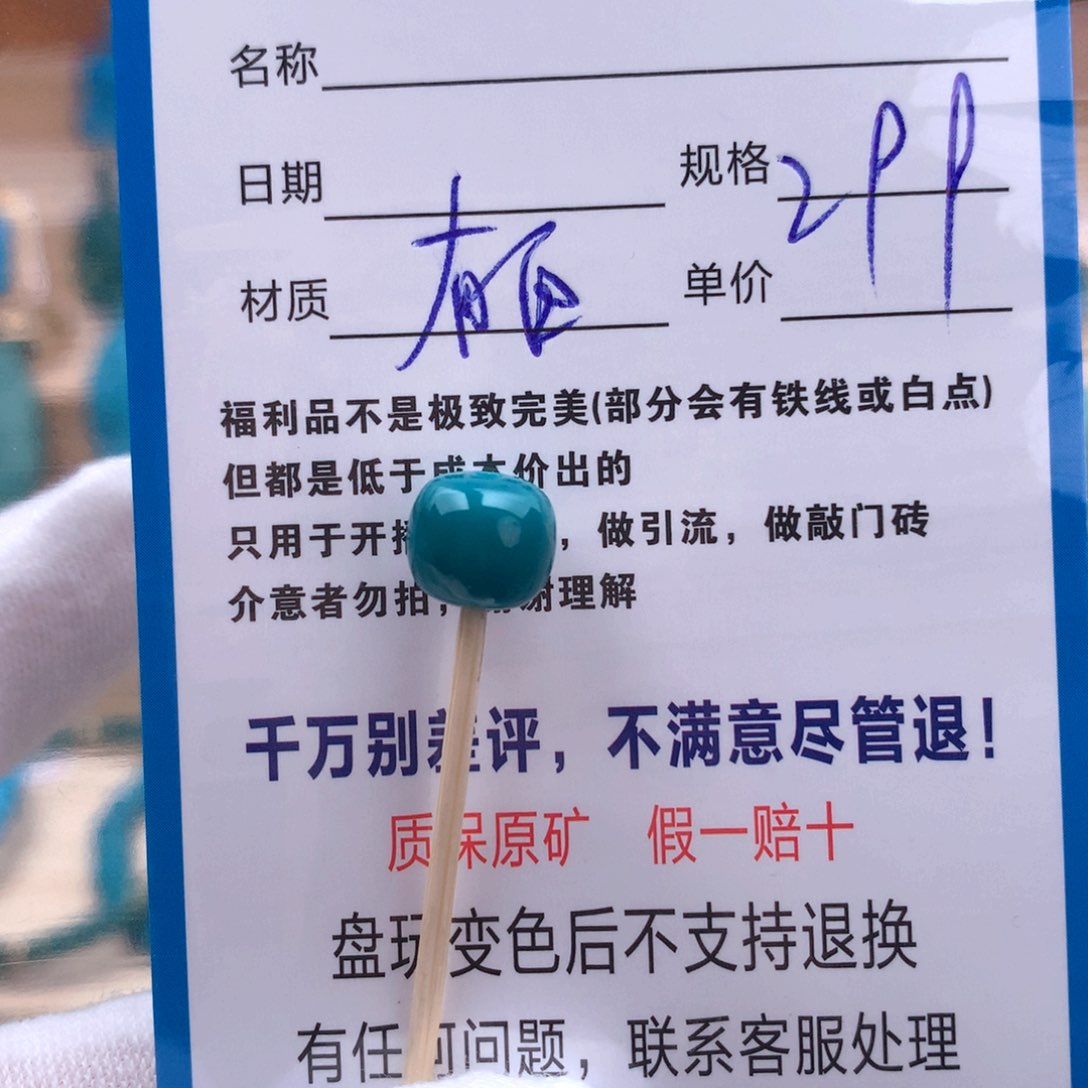 名称
日期 规格 299
材质 有 单价
福利品不是极致完美(部分会有铁线或白点)
但都是低于成本价出的
只用于开播，做引流，做敲门砖
介意者勿拍，谢谢理解
千万别差评，不满意尽管退！
质保原矿 假一赔十
盘玩变色后不支持退换
有任何问题，联系客服处理